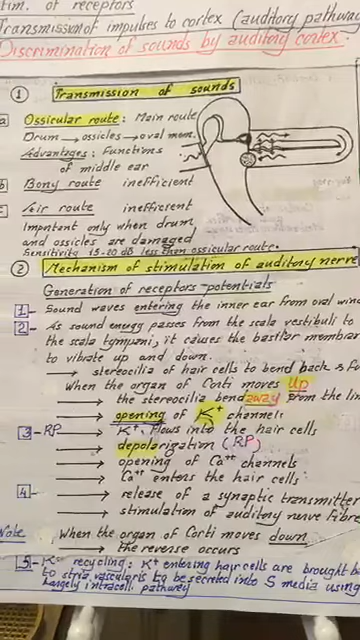 tim. of receptors
Transmission of impulses to cortex (auditory pathway
Discrimination of sounds by auditory cortex.
1 Transmission of sounds
a Ossicular route: Main route
Drum → ossicles → oval mem.
Advantages: Functions
of middle ear
b Bony route inefficient
c Air route inefficient
Important only when drum
and ossicles are damaged
Sensitivity 15-20 dB less than ossicular route.
2 Mechanism of stimulation of auditory nerve
Generation of receptors potentials
1- Sound waves entering the inner ear from oval wind
2- As sound energy passes from the scala vestibuli to
the scala tympani, it causes the basilar membran
to vibrate up and down.
→ stereocilia of hair cells to bend back & fo
When the organ of Corti moves Up
→ the stereocilia bend away from the lim
→ opening of K+ channels
3- RP → K+ flows into the hair cells
→ depolarization (RP)
→ opening of Ca++ channels
→ Ca++ enters the hair cells
4- → release of a synaptic transmitter
→ stimulation of auditory nerve fibre
Note When the organ of Corti moves down
→ the reverse occurs
5- K+ recycling: K+ entering hair cells are brought b
to stria vascularis to be secreted into S media using
largely intracell. pathway